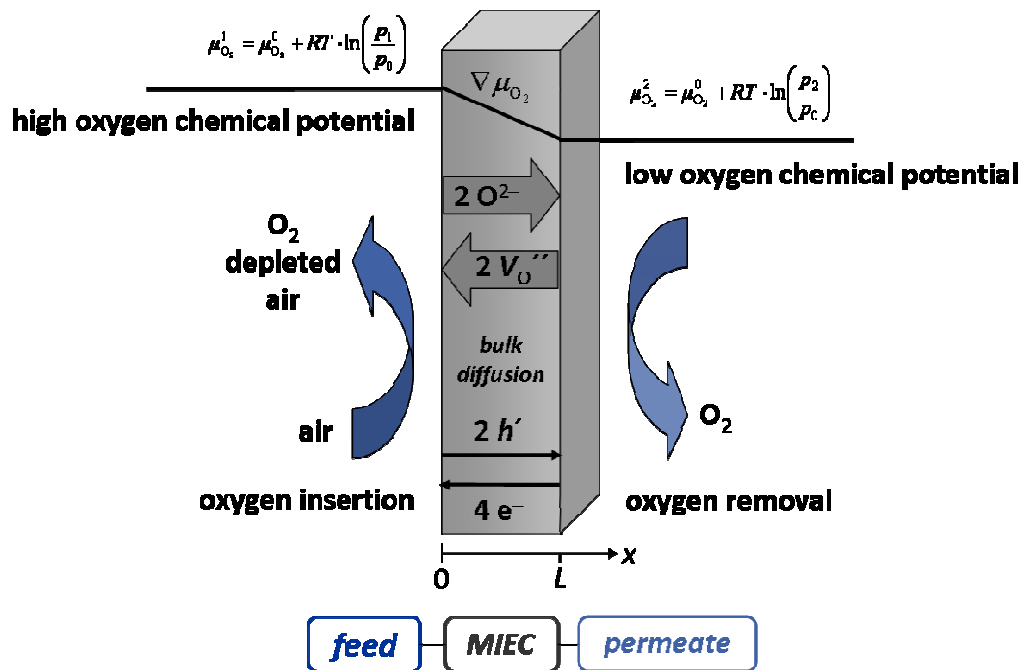 μ¹O₂ = μ⁰O₂ + RT · ln(p₁/p₀)
∇μO₂
μ²O₂ = μ⁰O₂ + RT · ln(p₂/p₀)
high oxygen chemical potential
low oxygen chemical potential
2 O²⁻
O₂
depleted
air
2 V_O´´
bulk
diffusion
air
O₂
2 h´
oxygen insertion
4 e⁻
oxygen removal
0
L
x
feed
MIEC
permeate